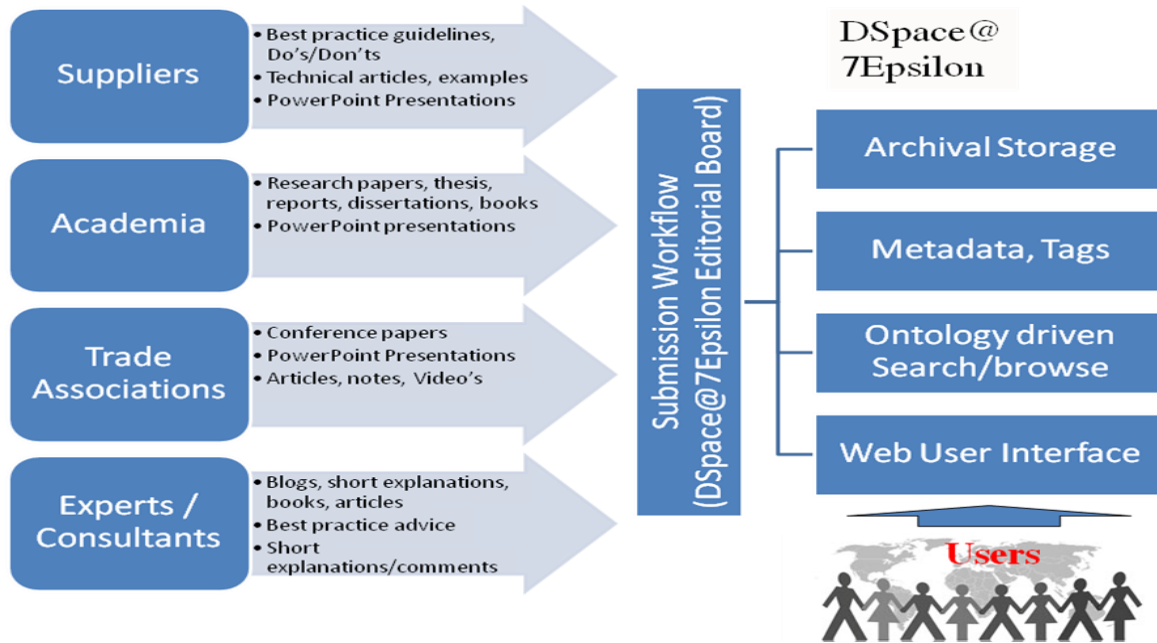 Suppliers
• Best practice guidelines,
Do's/Don'ts
• Technical articles, examples
• PowerPoint Presentations
Academia
• Research papers, thesis,
reports, dissertations, books
• PowerPoint presentations
Trade
Associations
• Conference papers
• PowerPoint Presentations
• Articles, notes, Video's
Experts /
Consultants
• Blogs, short explanations,
books, articles
• Best practice advice
• Short
explanations/comments
Submission Workflow
(DSpace@7Epsilon Editorial Board)
DSpace@
7Epsilon
Archival Storage
Metadata, Tags
Ontology driven
Search/browse
Web User Interface
Users